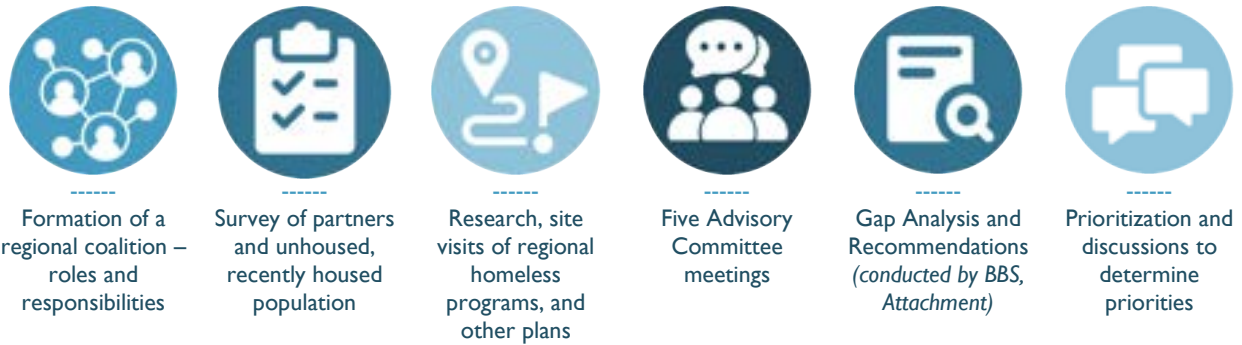 ------
Formation of a
regional coalition –
roles and
responsibilities
------
Survey of partners
and unhoused,
recently housed
population
------
Research, site
visits of regional
homeless
programs, and
other plans
------
Five Advisory
Committee
meetings
------
Gap Analysis and
Recommendations
(conducted by BBS,
Attachment)
------
Prioritization and
discussions to
determine
priorities